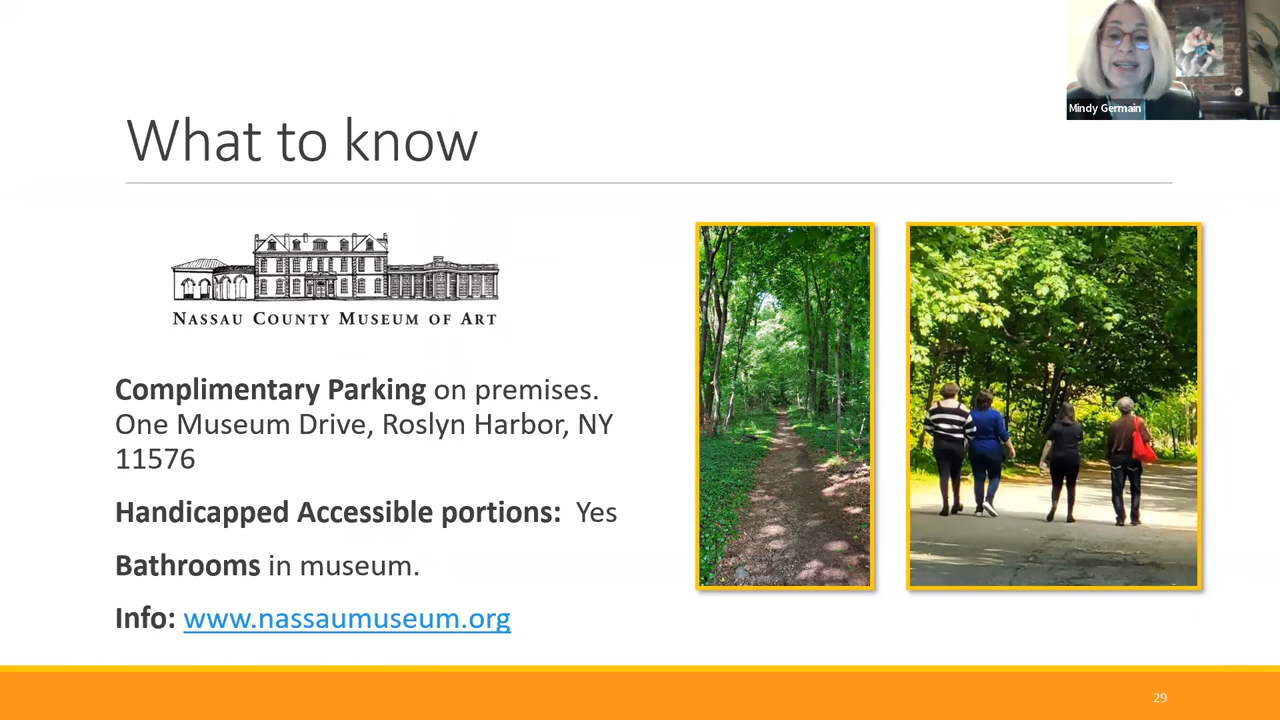 Mindy Germain
What to know
NASSAU COUNTY MUSEUM OF ART
Complimentary Parking on premises.
One Museum Drive, Roslyn Harbor, NY
11576
Handicapped Accessible portions: Yes
Bathrooms in museum.
Info: www.nassaumuseum.org
29